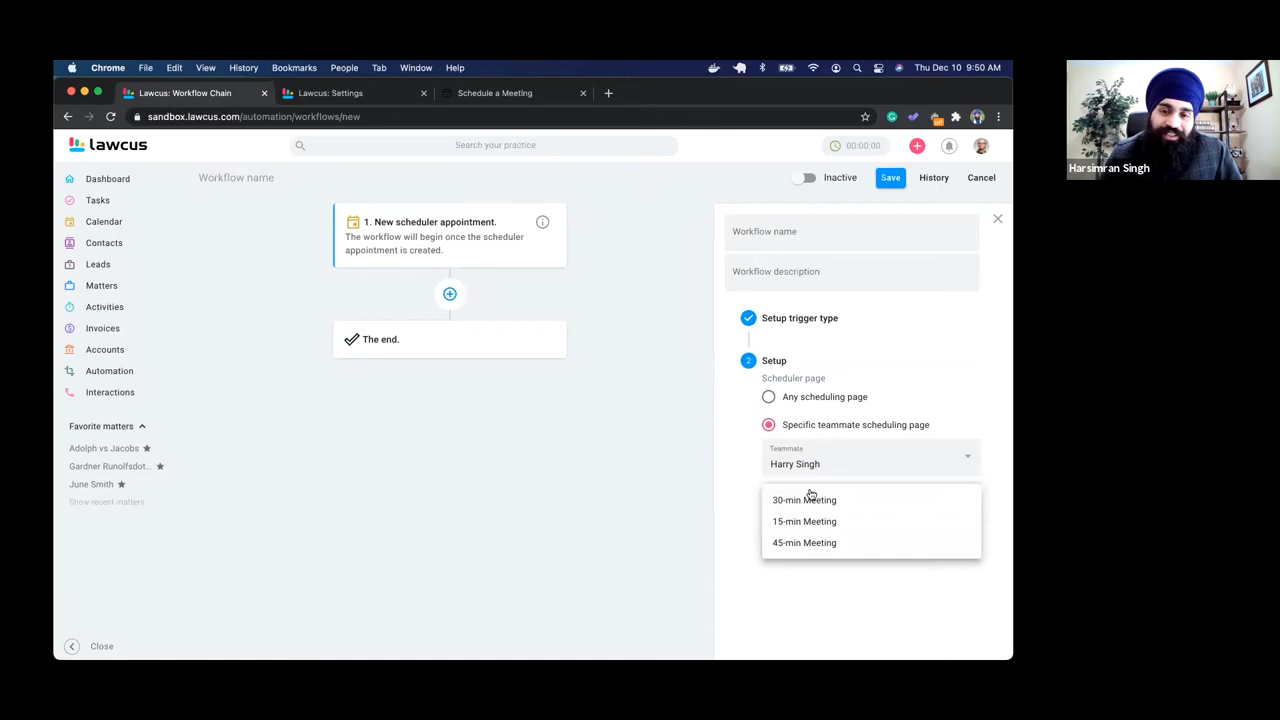 Chrome File Edit View History Bookmarks People Tab Window Help Thu Dec 10 9:50 AM
Lawcus: Workflow Chain Lawcus: Settings Schedule a Meeting
sandbox.lawcus.com/automation/workflows/new
lawcus Search your practice 00:00:00
Harsimran Singh
Dashboard
Tasks
Calendar
Contacts
Leads
Matters
Activities
Invoices
Accounts
Automation
Interactions
Favorite matters
Adolph vs Jacobs
Gardner Runolfsdot...
June Smith
Show recent matters
Close
Workflow name Inactive Save History Cancel
1. New scheduler appointment.
The workflow will begin once the scheduler
appointment is created.
The end.
Workflow name
Workflow description
Setup trigger type
2 Setup
Scheduler page
Any scheduling page
Specific teammate scheduling page
Teammate
Harry Singh
30-min Meeting
15-min Meeting
45-min Meeting